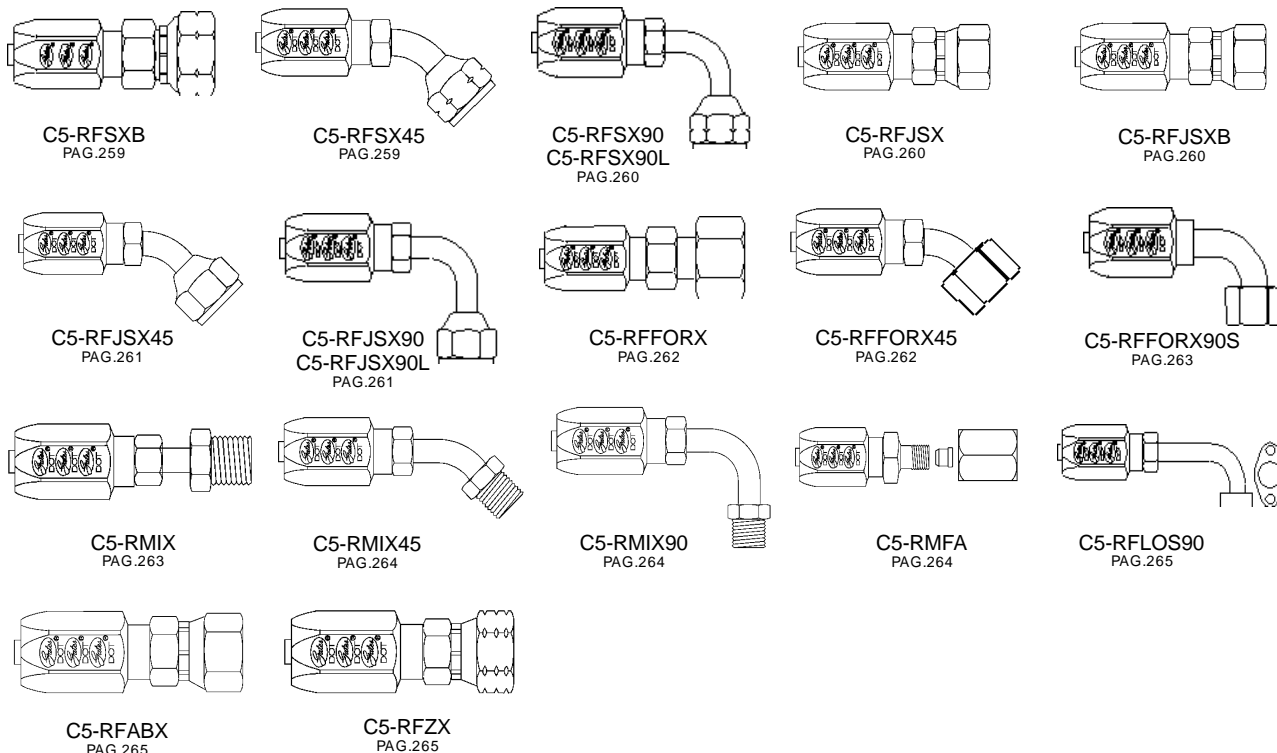 C5-RFSXB
PAG.259
C5-RFSX45
PAG.259
C5-RFSX90
C5-RFSX90L
PAG.260
C5-RFJSX
PAG.260
C5-RFJSXB
PAG.260
C5-RFJSX45
PAG.261
C5-RFJSX90
C5-RFJSX90L
PAG.261
C5-RFFORX
PAG.262
C5-RFFORX45
PAG.262
C5-RFFORX90S
PAG.263
C5-RMIX
PAG.263
C5-RMIX45
PAG.264
C5-RMIX90
PAG.264
C5-RMFA
PAG.264
C5-RFLOS90
PAG.265
C5-RFABX
PAG.265
C5-RFZX
PAG.265